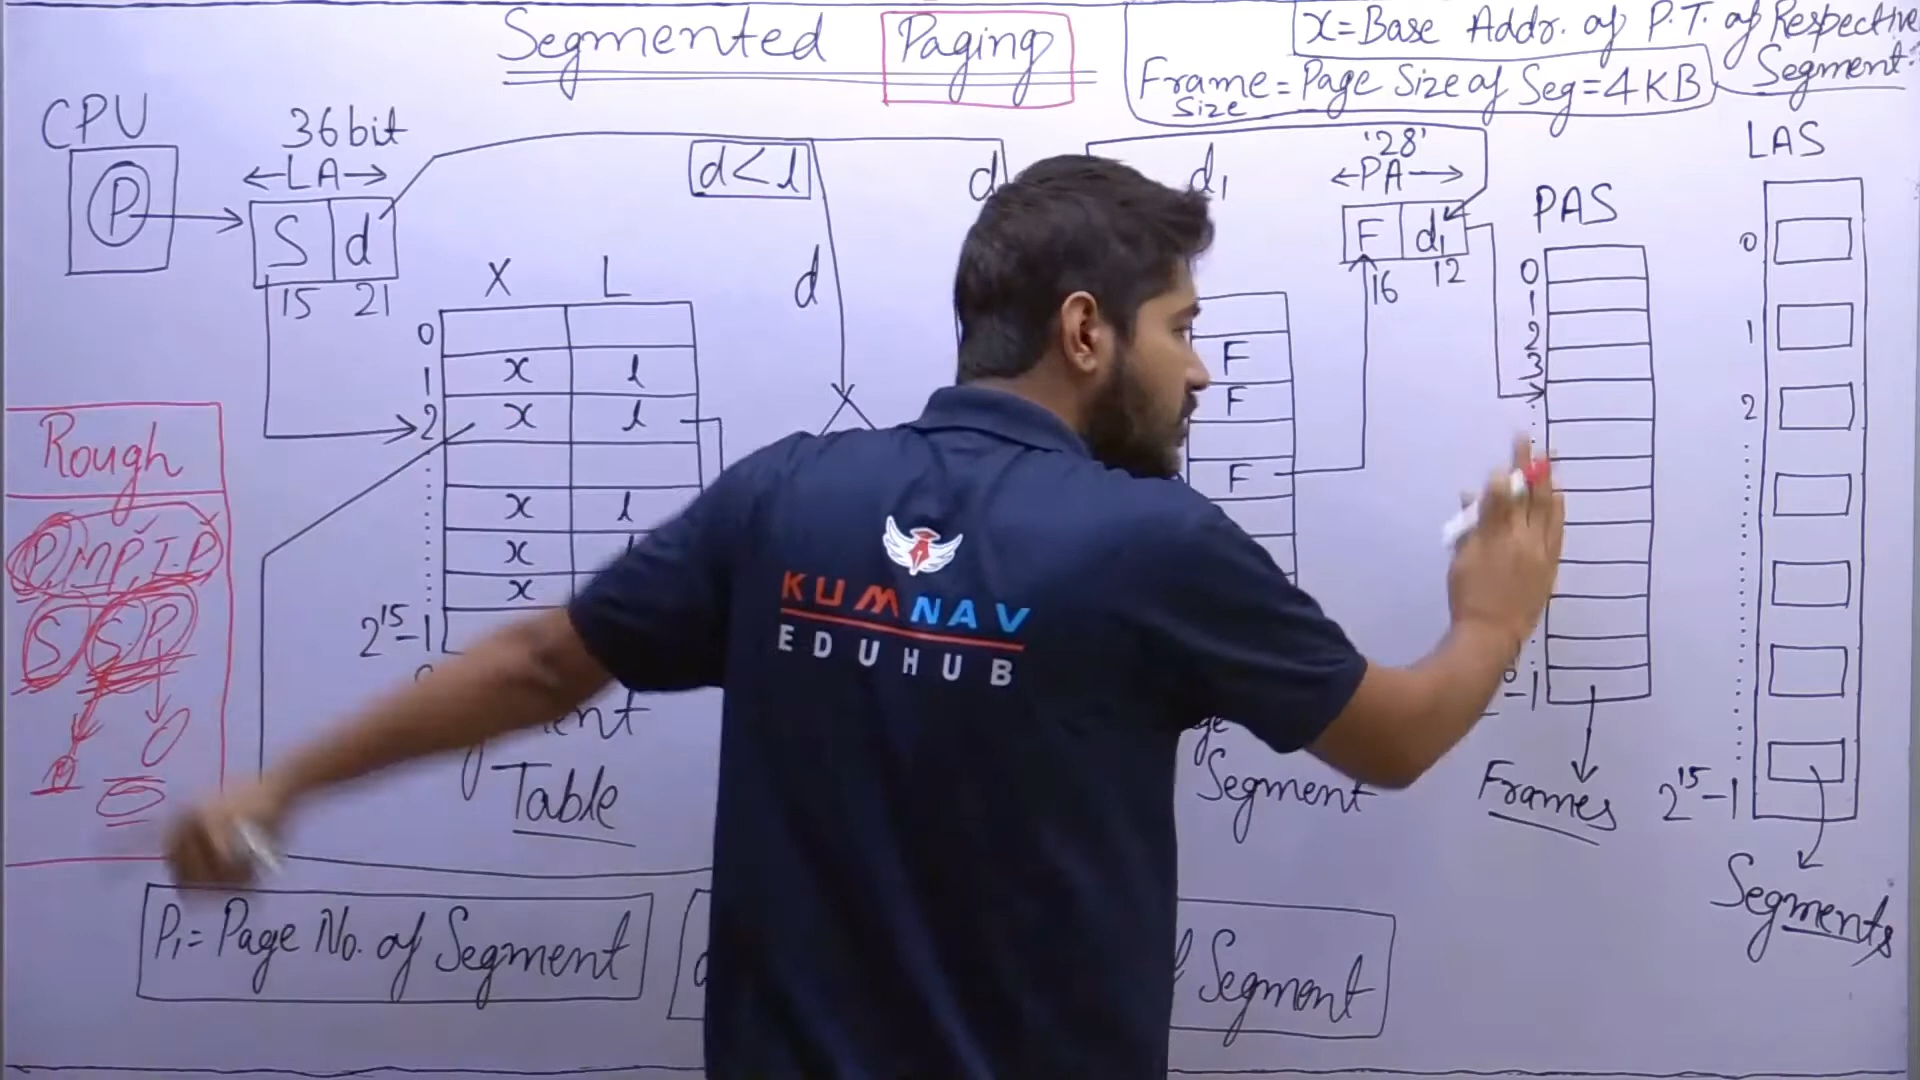 Segmented Paging
x=Base Addr. of P.T. of Respective
Segment.
Frame = Page Size of Seg = 4KB
Size
CPU
P
36 bit
LA
S d
15 21
d<l
d
d
d1
'28'
PA
F d1
16 12
PAS
LAS
X L
0
1 x l
2 x l
x l
x
x
2^15-1
Table
F
F
F
Segment
0
1
2
3
-1
Frames
0
1
2
2^15-1
Segments
Rough
P, MP, I.P
S S P
P1 = Page No. of Segment
Segment
KUMNAV
EDUHUB